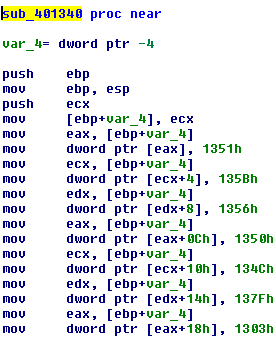 sub_401340 proc near
var_4= dword ptr -4
push ebp
mov ebp, esp
push ecx
mov [ebp+var_4], ecx
mov eax, [ebp+var_4]
mov dword ptr [eax], 1351h
mov ecx, [ebp+var_4]
mov dword ptr [ecx+4], 135Bh
mov edx, [ebp+var_4]
mov dword ptr [edx+8], 1356h
mov eax, [ebp+var_4]
mov dword ptr [eax+0Ch], 1350h
mov ecx, [ebp+var_4]
mov dword ptr [ecx+10h], 134Ch
mov edx, [ebp+var_4]
mov dword ptr [edx+14h], 137Fh
mov eax, [ebp+var_4]
mov dword ptr [eax+18h], 1303h